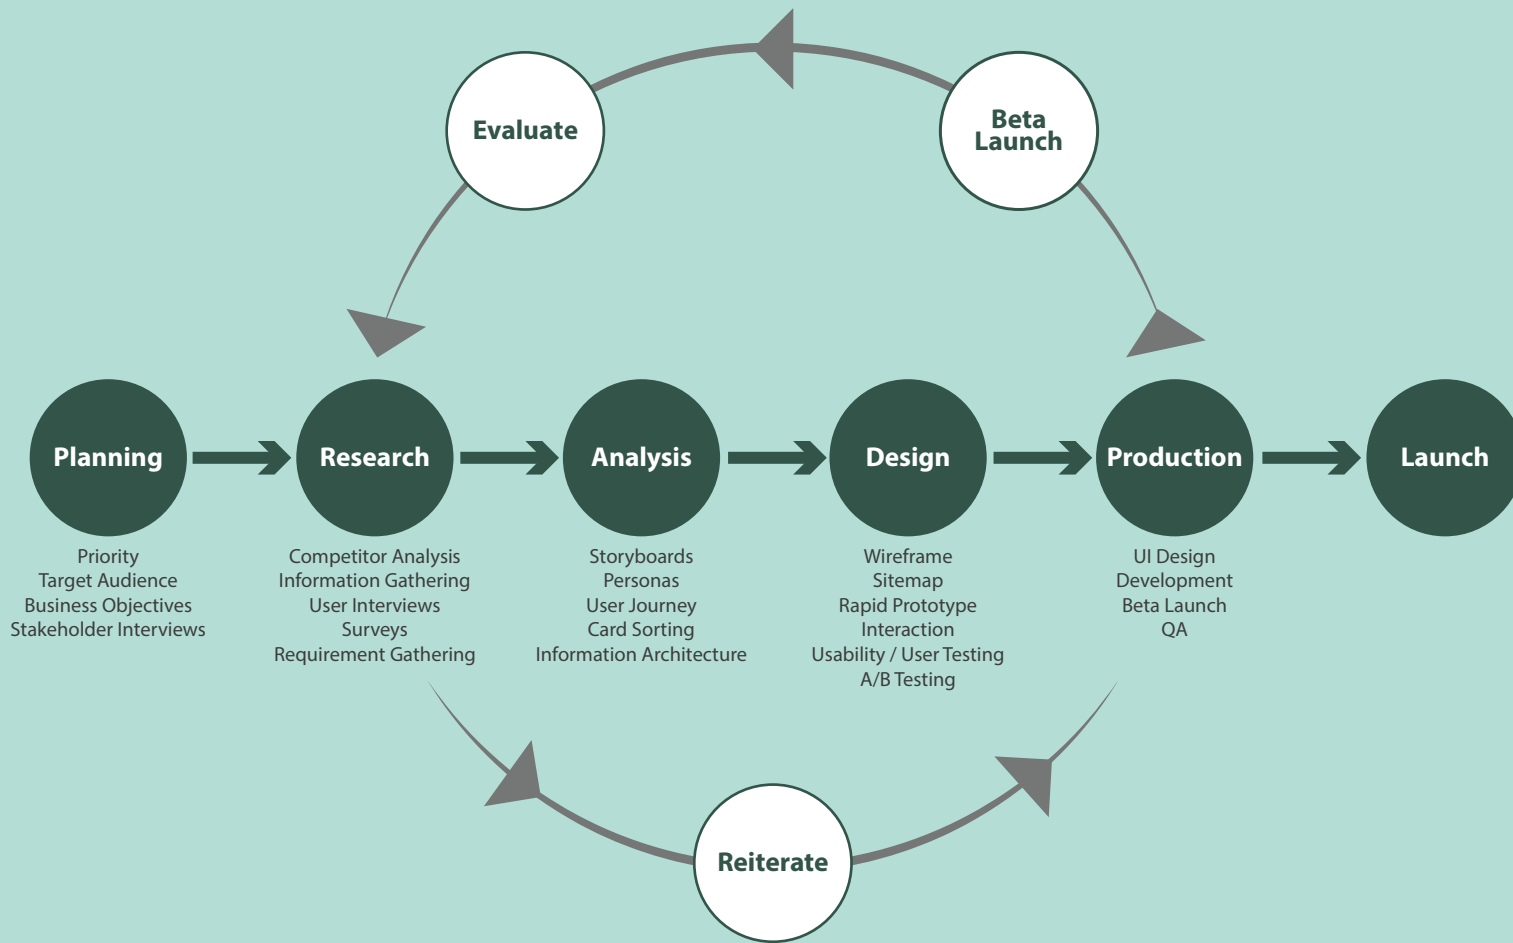 Evaluate
Beta
Launch
Planning
Research
Analysis
Design
Production
Launch
Priority
Target Audience
Business Objectives
Stakeholder Interviews
Competitor Analysis
Information Gathering
User Interviews
Surveys
Requirement Gathering
Storyboards
Personas
User Journey
Card Sorting
Information Architecture
Wireframe
Sitemap
Rapid Prototype
Interaction
Usability / User Testing
A/B Testing
UI Design
Development
Beta Launch
QA
Reiterate